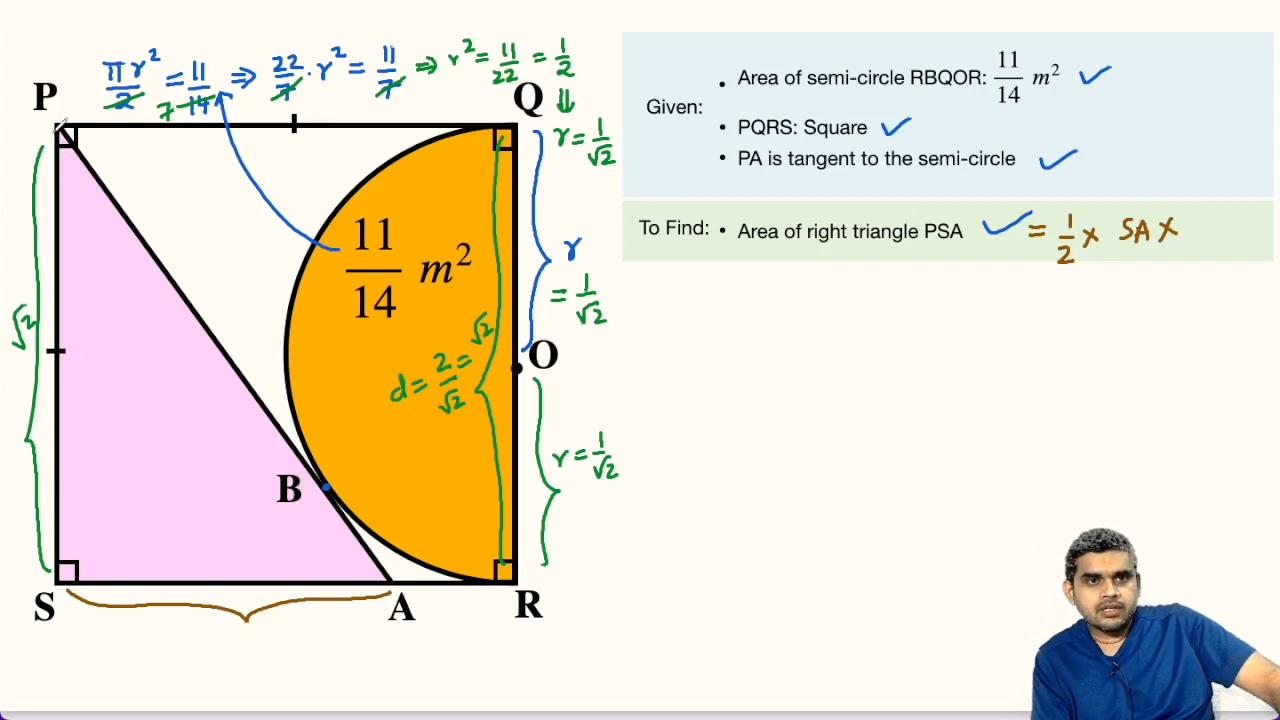 πr²/2 = 11/14 7 ⇒ 22/7 · r² = 11/7 ⇒ r² = 11/22 = 1/2
⇓
r = 1/√2
P
Q
11/14 m²
r
= 1/√2
√2
d = 2/√2 = √2
O
r = 1/√2
B
S
A
R
Given:
• Area of semi-circle RBQOR: 11/14 m² ✓
• PQRS: Square ✓
• PA is tangent to the semi-circle ✓
To Find: • Area of right triangle PSA ✓ = 1/2 × SA ×